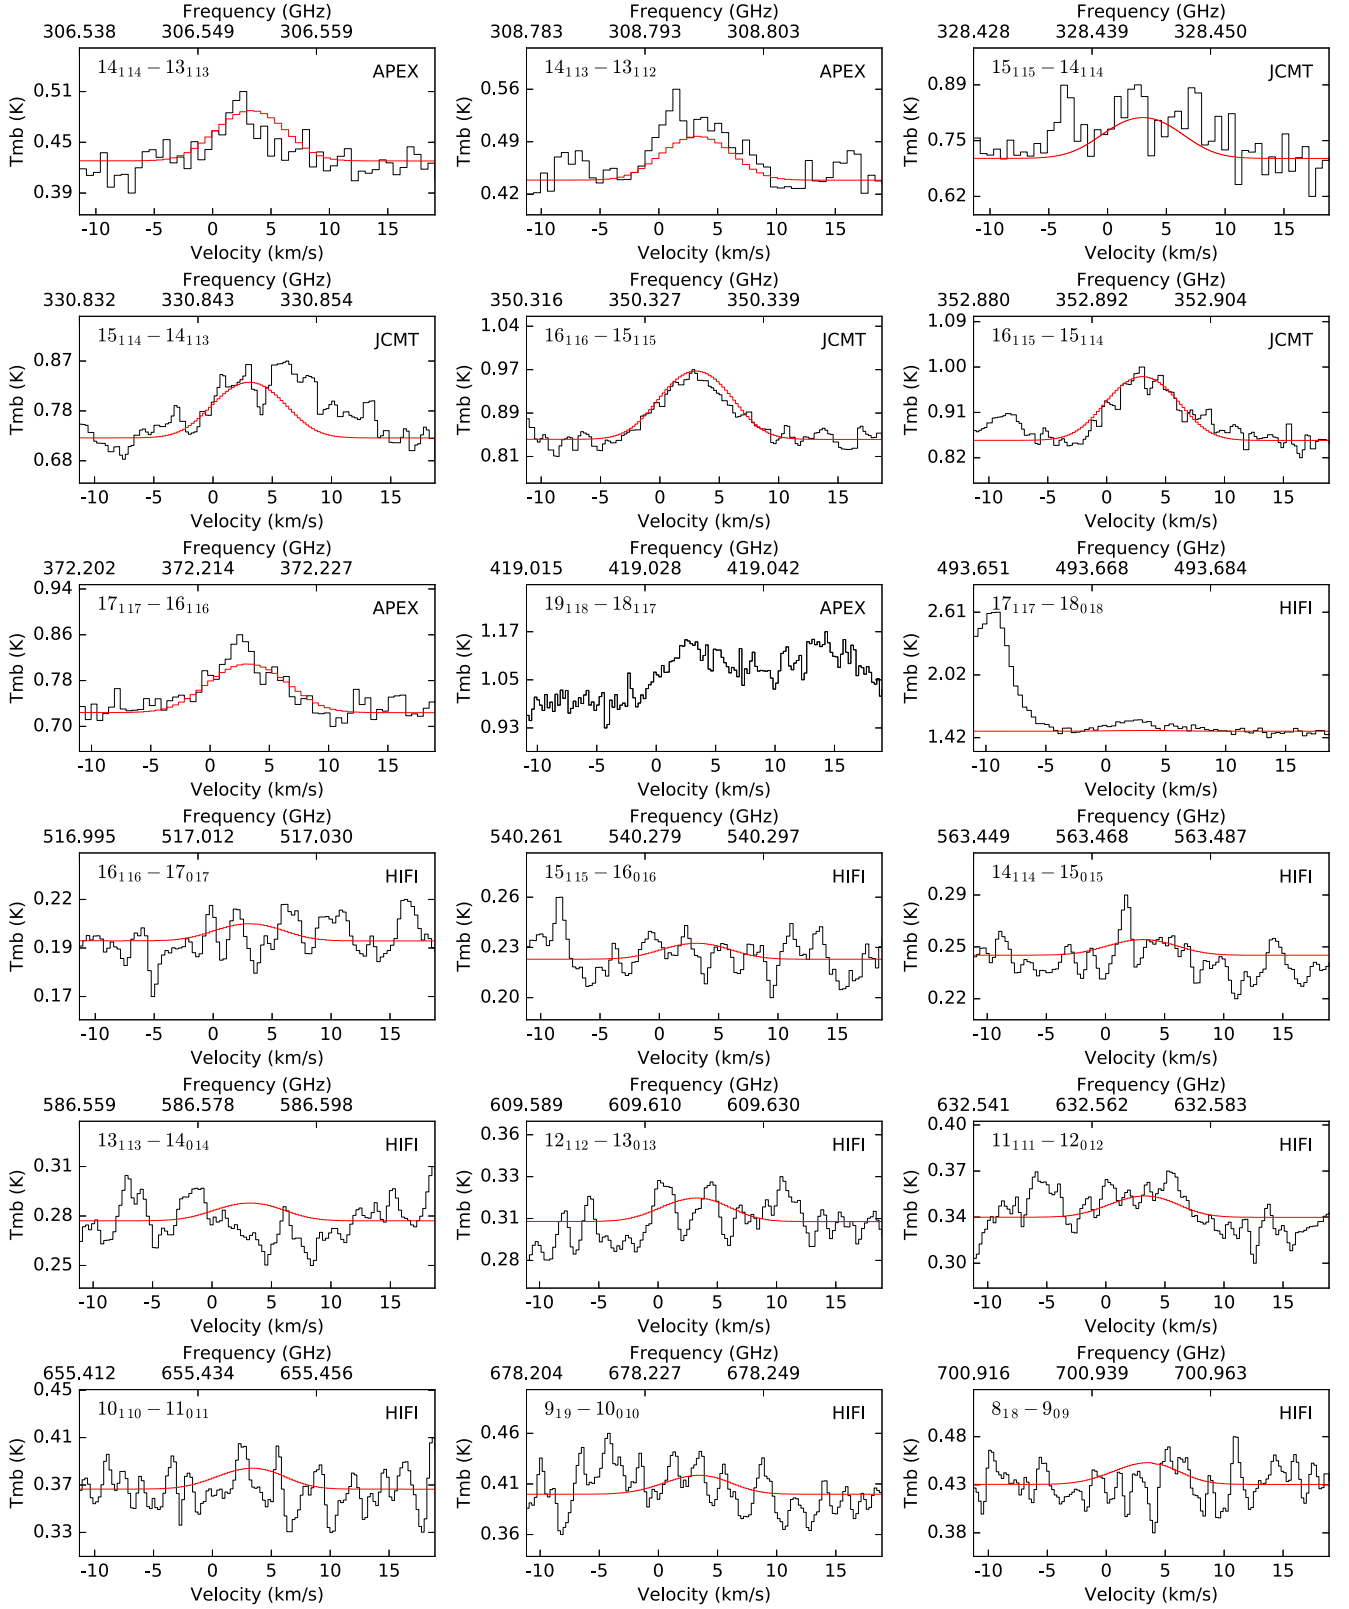 Frequency (GHz) Frequency (GHz) Frequency (GHz)
306.538 306.549 306.559 308.783 308.793 308.803 328.428 328.439 328.450
14₁₁₄ − 13₁₁₃ APEX 14₁₁₃ − 13₁₁₂ APEX 15₁₁₅ − 14₁₁₄ JCMT
Tmb (K) 0.51 0.45 0.39 Tmb (K) 0.56 0.49 0.42 Tmb (K) 0.89 0.75 0.62
-10 -5 0 5 10 15 -10 -5 0 5 10 15 -10 -5 0 5 10 15
Velocity (km/s) Velocity (km/s) Velocity (km/s)
Frequency (GHz) Frequency (GHz) Frequency (GHz)
330.832 330.843 330.854 350.316 350.327 350.339 352.880 352.892 352.904
15₁₁₄ − 14₁₁₃ JCMT 16₁₁₆ − 15₁₁₅ JCMT 16₁₁₅ − 15₁₁₄ JCMT
Tmb (K) 0.87 0.78 0.68 Tmb (K) 1.04 0.97 0.89 0.81 Tmb (K) 1.09 1.00 0.91 0.82
-10 -5 0 5 10 15 -10 -5 0 5 10 15 -10 -5 0 5 10 15
Velocity (km/s) Velocity (km/s) Velocity (km/s)
Frequency (GHz) Frequency (GHz) Frequency (GHz)
372.202 372.214 372.227 419.015 419.028 419.042 493.651 493.668 493.684
17₁₁₇ − 16₁₁₆ APEX 19₁₁₈ − 18₁₁₇ APEX 17₁₁₇ − 18₀₁₈ HIFI
Tmb (K) 0.94 0.86 0.78 0.70 Tmb (K) 1.17 1.05 0.93 Tmb (K) 2.61 2.02 1.42
-10 -5 0 5 10 15 -10 -5 0 5 10 15 -10 -5 0 5 10 15
Velocity (km/s) Velocity (km/s) Velocity (km/s)
Frequency (GHz) Frequency (GHz) Frequency (GHz)
516.995 517.012 517.030 540.261 540.279 540.297 563.449 563.468 563.487
16₁₁₆ − 17₀₁₇ HIFI 15₁₁₅ − 16₀₁₆ HIFI 14₁₁₄ − 15₀₁₅ HIFI
Tmb (K) 0.22 0.19 0.17 Tmb (K) 0.26 0.23 0.20 Tmb (K) 0.29 0.25 0.22
-10 -5 0 5 10 15 -10 -5 0 5 10 15 -10 -5 0 5 10 15
Velocity (km/s) Velocity (km/s) Velocity (km/s)
Frequency (GHz) Frequency (GHz) Frequency (GHz)
586.559 586.578 586.598 609.589 609.610 609.630 632.541 632.562 632.583
13₁₁₃ − 14₀₁₄ HIFI 12₁₁₂ − 13₀₁₃ HIFI 11₁₁₁ − 12₀₁₂ HIFI
Tmb (K) 0.31 0.28 0.25 Tmb (K) 0.36 0.33 0.31 0.28 Tmb (K) 0.40 0.37 0.34 0.30
-10 -5 0 5 10 15 -10 -5 0 5 10 15 -10 -5 0 5 10 15
Velocity (km/s) Velocity (km/s) Velocity (km/s)
Frequency (GHz) Frequency (GHz) Frequency (GHz)
655.412 655.434 655.456 678.204 678.227 678.249 700.916 700.939 700.963
10₁₁₀ − 11₀₁₁ HIFI 9₁₉ − 10₀₁₀ HIFI 8₁₈ − 9₀₉ HIFI
Tmb (K) 0.45 0.41 0.37 0.33 Tmb (K) 0.46 0.41 0.36 Tmb (K) 0.48 0.43 0.38
-10 -5 0 5 10 15 -10 -5 0 5 10 15 -10 -5 0 5 10 15
Velocity (km/s) Velocity (km/s) Velocity (km/s)